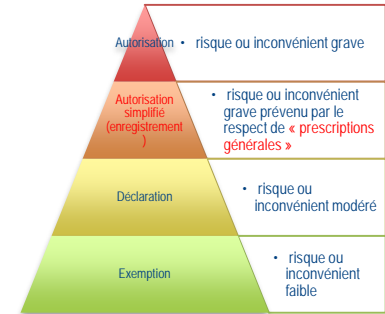 Autorisation
• risque ou inconvénient grave
Autorisation
simplifié
(enregistrement
)
• risque ou inconvénient
grave prévenu par le
respect de « prescriptions
générales »
Déclaration
• risque ou
inconvénient modéré
Exemption
• risque ou
inconvénient
faible